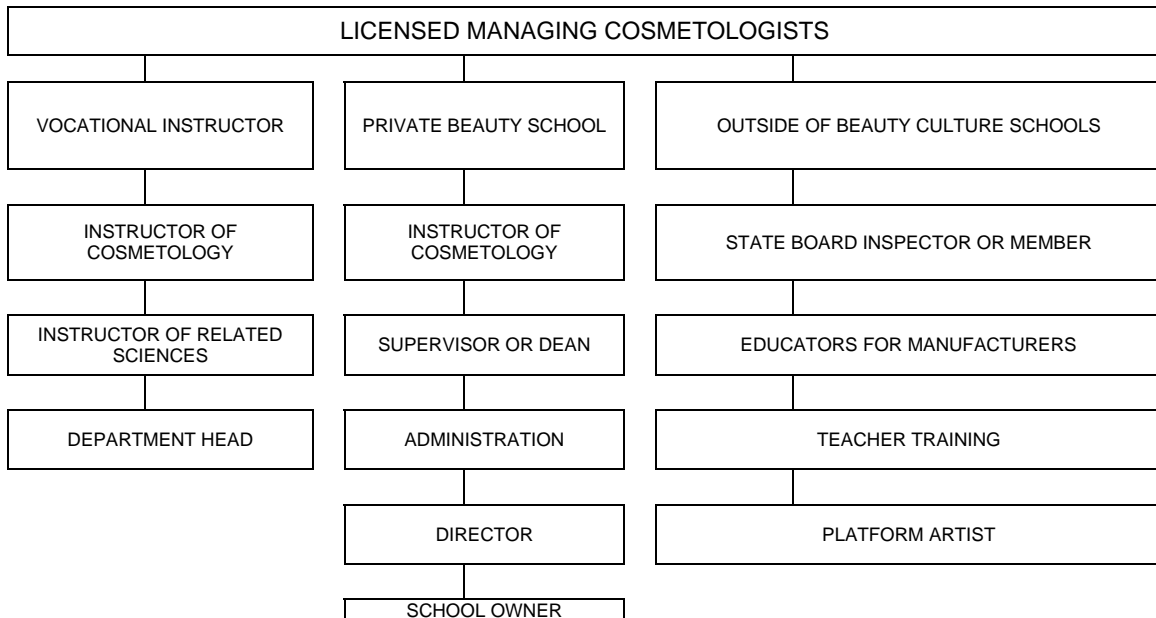 LICENSED MANAGING COSMETOLOGISTS
VOCATIONAL INSTRUCTOR
PRIVATE BEAUTY SCHOOL
OUTSIDE OF BEAUTY CULTURE SCHOOLS
INSTRUCTOR OF
COSMETOLOGY
INSTRUCTOR OF
COSMETOLOGY
STATE BOARD INSPECTOR OR MEMBER
INSTRUCTOR OF RELATED
SCIENCES
SUPERVISOR OR DEAN
EDUCATORS FOR MANUFACTURERS
DEPARTMENT HEAD
ADMINISTRATION
TEACHER TRAINING
DIRECTOR
PLATFORM ARTIST
SCHOOL OWNER